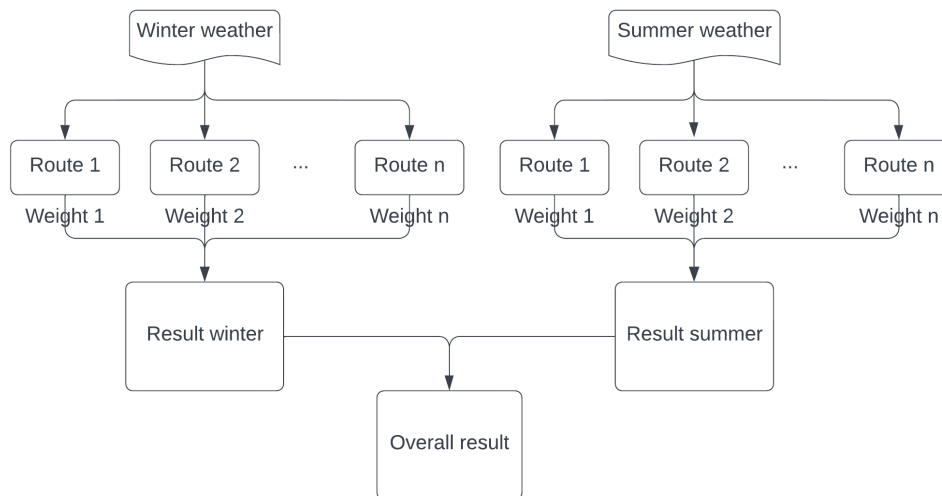 Winter weather
Summer weather
Route 1
Route 2
...
Route n
Route 1
Route 2
...
Route n
Weight 1
Weight 2
Weight n
Weight 1
Weight 2
Weight n
Result winter
Result summer
Overall result